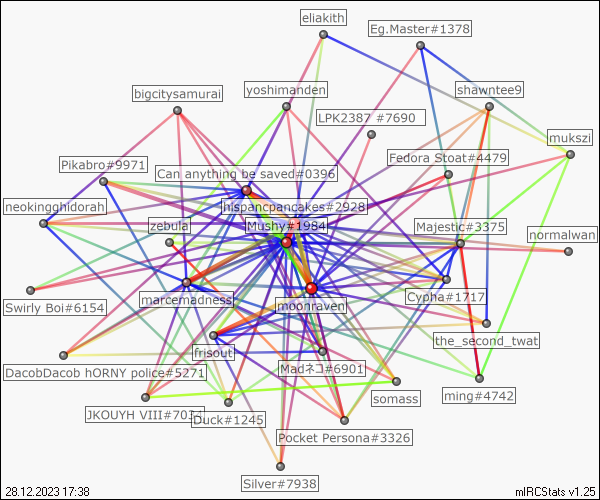 eliakith
Eg.Master#1378
bigcitysamurai
yoshimanden
shawntee9
LPK2387 #7690
mukszi
Pikabro#9971
Fedora Stoat#4479
Can anything be saved#0396
neokingghidorah
hispancpancakes#2928
zebula
Mushy#1984
Majestic#3375
normalwan
Swirly Boi#6154
marcemadness
Cypha#1717
moonraven
the_second_twat
frisout
DacobDacob hORNY police#5271
Madネコ#6901
ming#4742
somass
JKOUYH VIII#703
Duck#1245
Pocket Persona#3326
Silver#7938
28.12.2023 17:38
mIRCStats v1.25